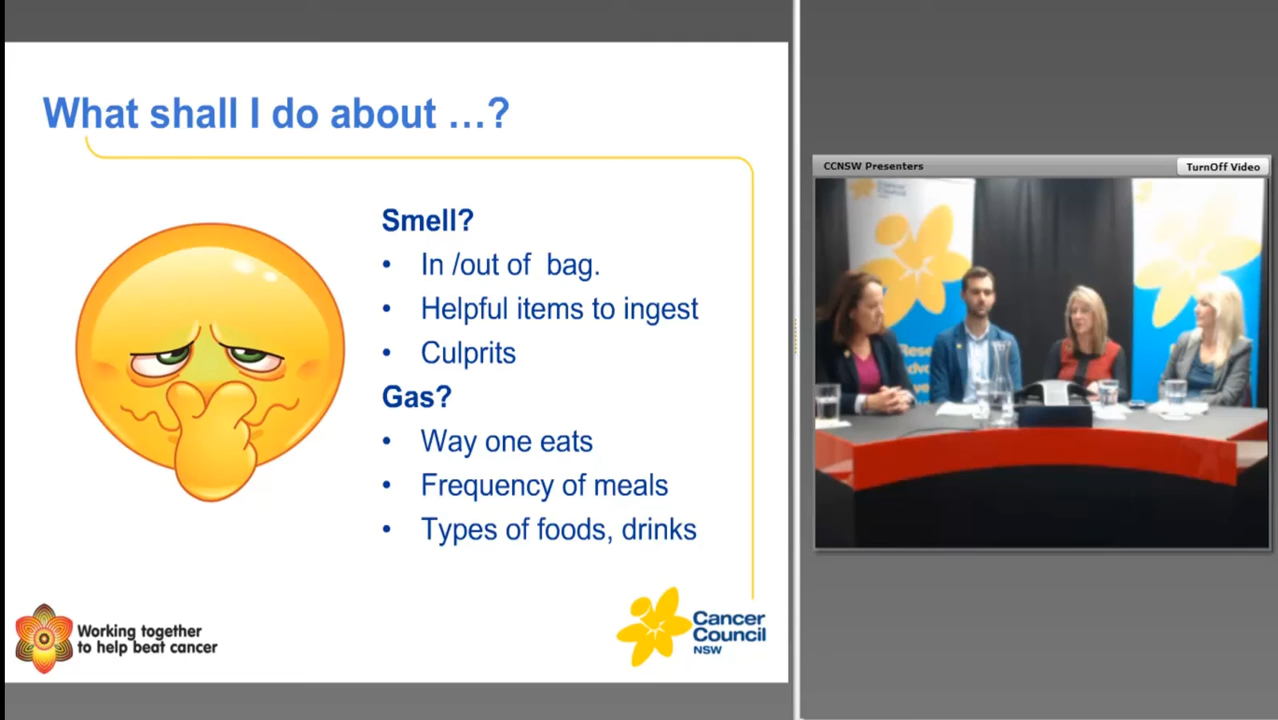 What shall I do about …?
Smell?
• In /out of bag.
• Helpful items to ingest
• Culprits
Gas?
• Way one eats
• Frequency of meals
• Types of foods, drinks
Working together
to help beat cancer
Cancer
Council
NSW
CCNSW Presenters
TurnOff Video
Cancer
Council